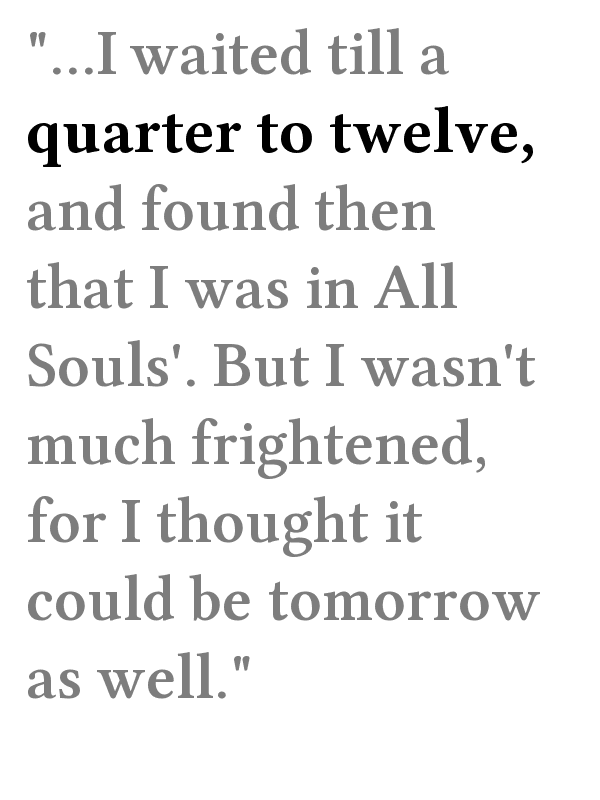 "...I waited till a
quarter to twelve,
and found then
that I was in All
Souls'. But I wasn't
much frightened,
for I thought it
could be tomorrow
as well."